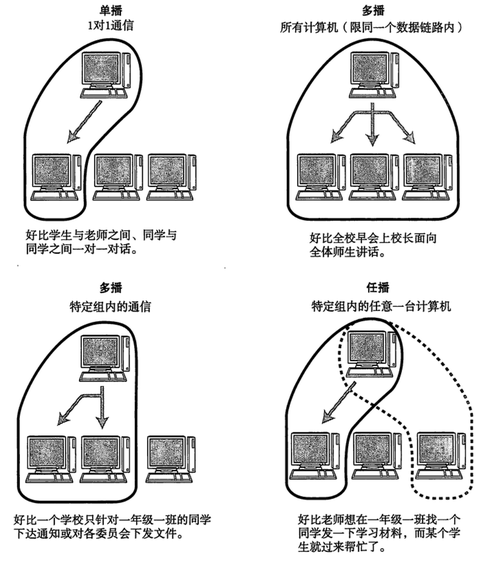 单播
1对1通信
好比学生与老师之间、同学与
同学之间一对一对话。
多播
所有计算机（限同一个数据链路内）
好比全校早会上校长面向
全体师生讲话。
多播
特定组内的通信
好比一个学校只针对一年级一班的同学
下达通知或对各委员会下发文件。
任播
特定组内的任意一台计算机
好比老师想在一年级一班找一个
同学发一下学习材料，而某个学
生就过来帮忙了。